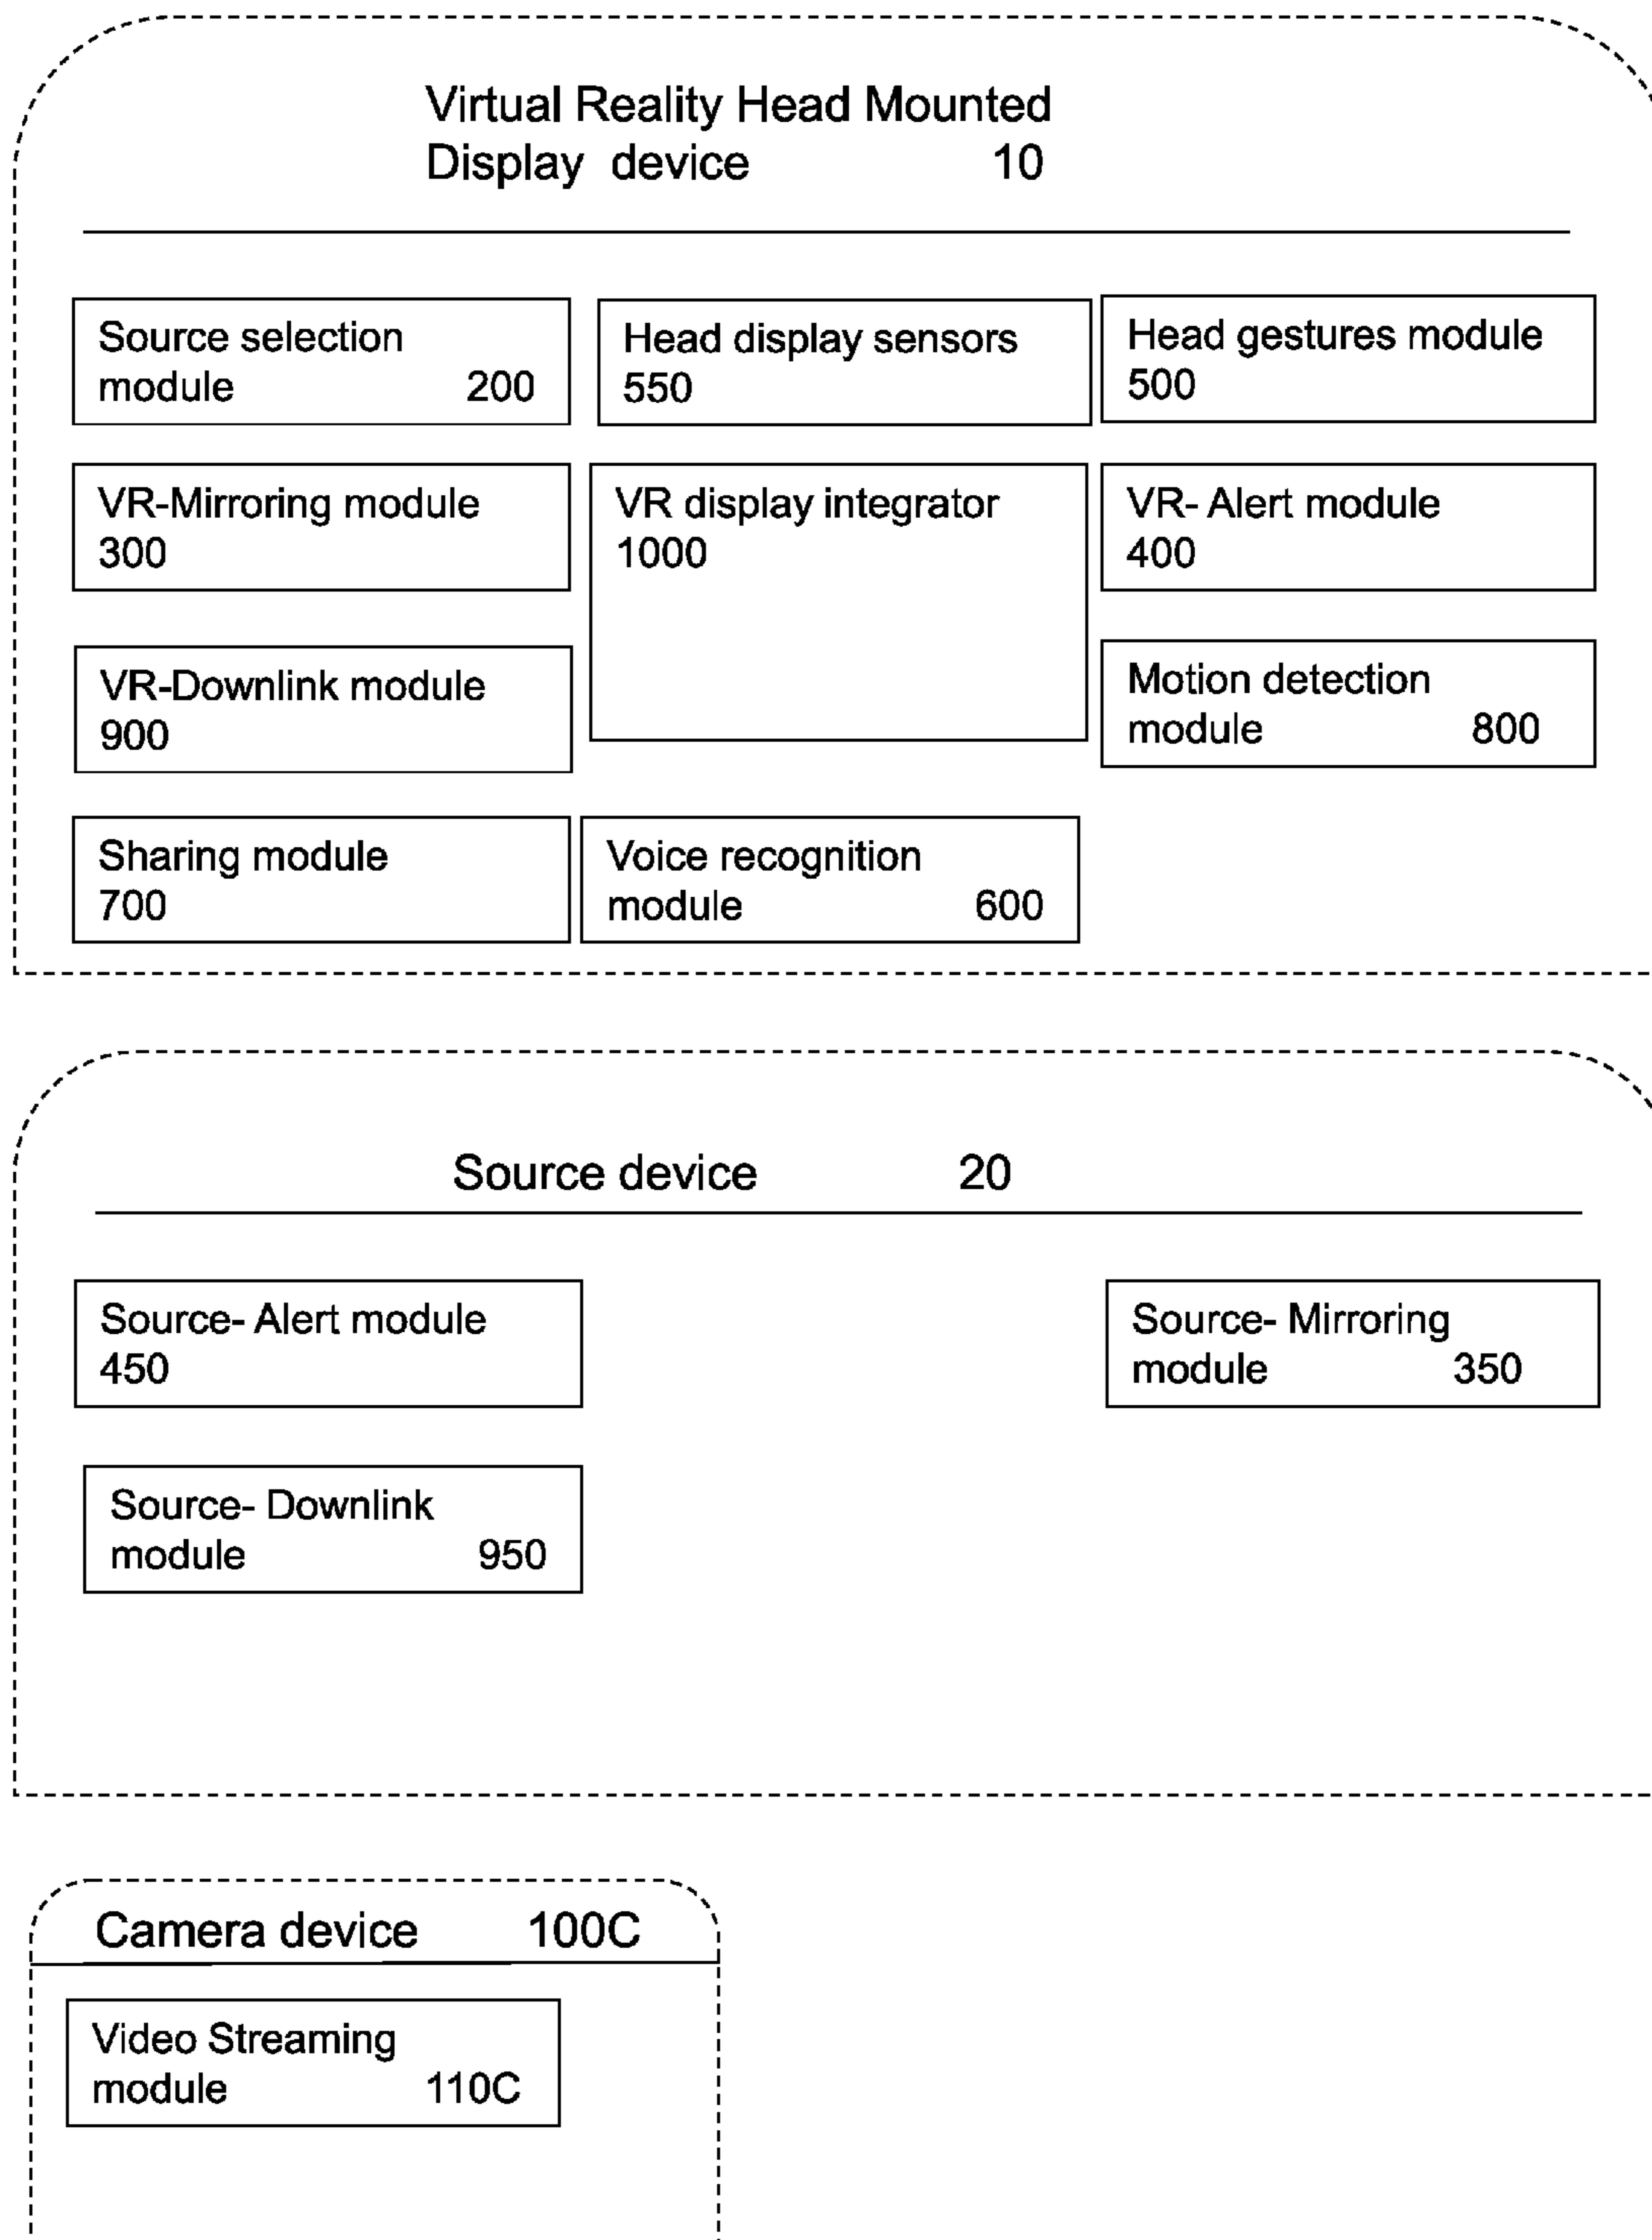 Virtual Reality Head Mounted
Display device 10
Source selection
module 200
Head display sensors
550
Head gestures module
500
VR-Mirroring module
300
VR display integrator
1000
VR- Alert module
400
VR-Downlink module
900
Motion detection
module 800
Sharing module
700
Voice recognition
module 600
Source device 20
Source- Alert module
450
Source- Mirroring
module 350
Source- Downlink
module 950
Camera device 100C
Video Streaming
module 110C